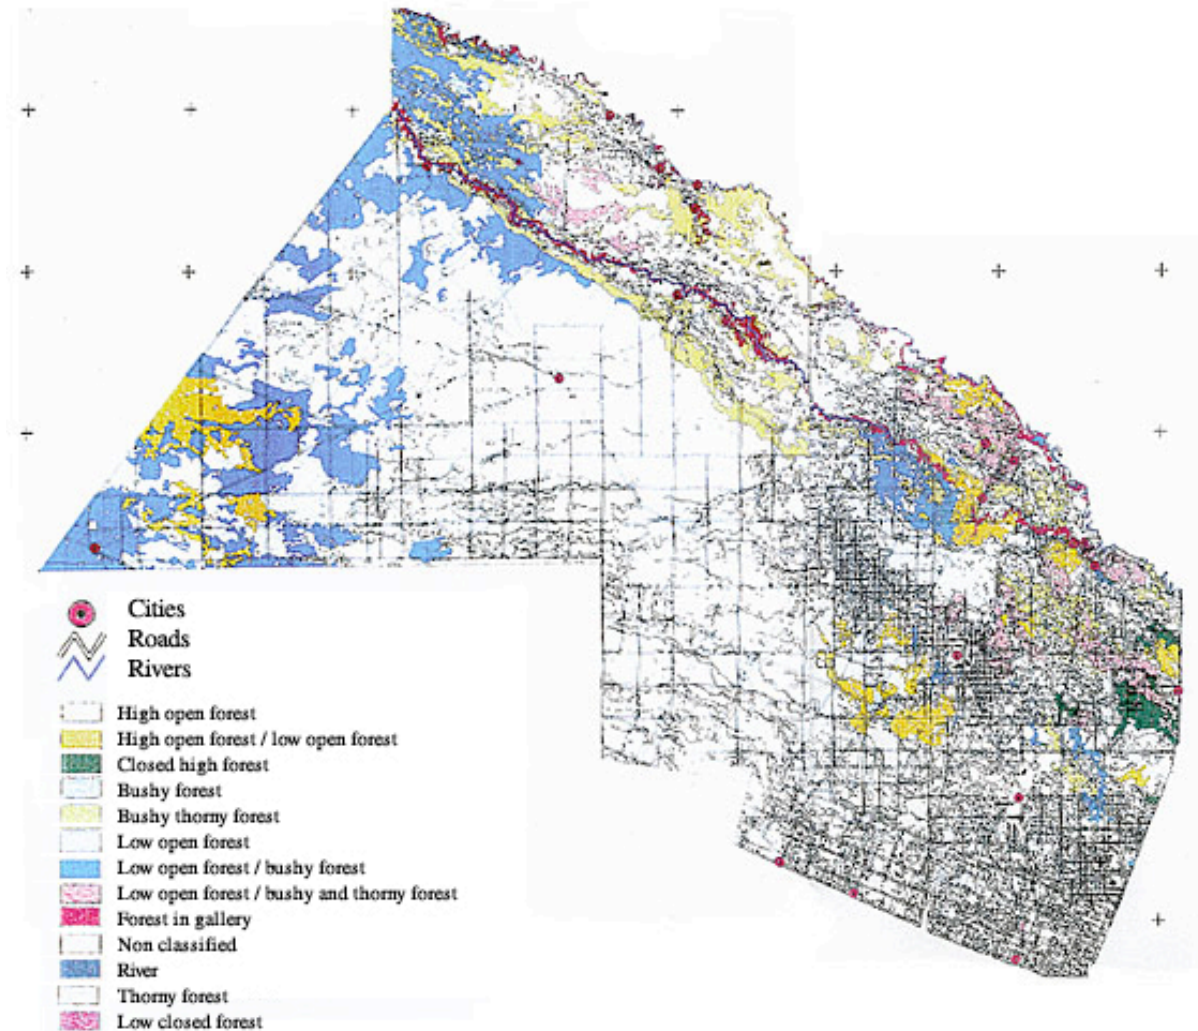 Cities
Roads
Rivers
High open forest
High open forest / low open forest
Closed high forest
Bushy forest
Bushy thorny forest
Low open forest
Low open forest / bushy forest
Low open forest / bushy and thorny forest
Forest in gallery
Non classified
River
Thorny forest
Low closed forest